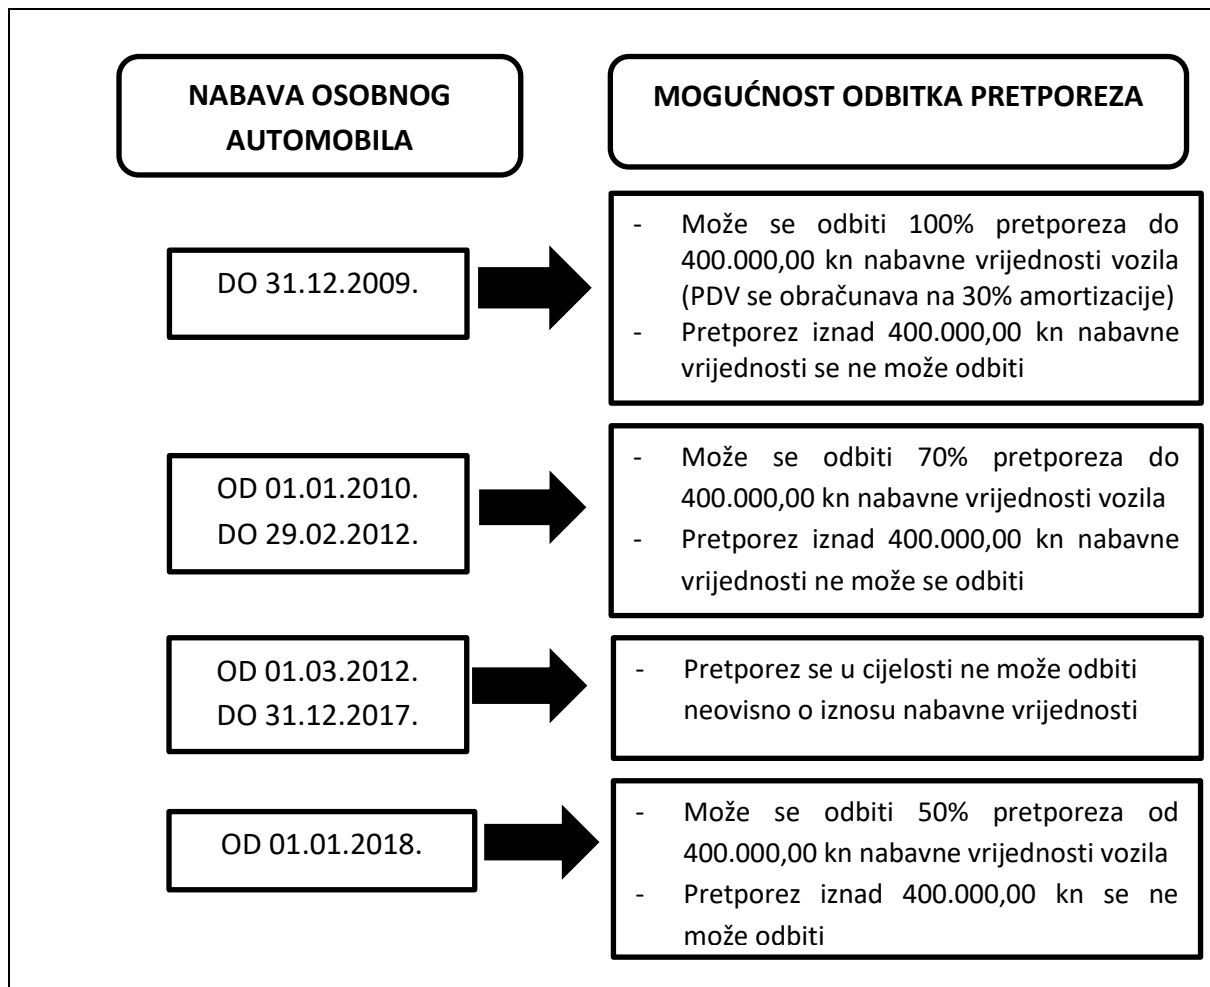 NABAVA OSOBNOG
AUTOMOBILA
MOGUĆNOST ODBITKA PRETPOREZA
DO 31.12.2009.
- Može se odbiti 100% pretporeza do
400.000,00 kn nabavne vrijednosti vozila
(PDV se obračunava na 30% amortizacije)
- Pretporez iznad 400.000,00 kn nabavne
vrijednosti se ne može odbiti
OD 01.01.2010.
DO 29.02.2012.
- Može se odbiti 70% pretporeza do
400.000,00 kn nabavne vrijednosti vozila
- Pretporez iznad 400.000,00 kn nabavne
vrijednosti ne može se odbiti
OD 01.03.2012.
DO 31.12.2017.
- Pretporez se u cijelosti ne može odbiti
neovisno o iznosu nabavne vrijednosti
OD 01.01.2018.
- Može se odbiti 50% pretporeza od
400.000,00 kn nabavne vrijednosti vozila
- Pretporez iznad 400.000,00 kn se ne
može odbiti